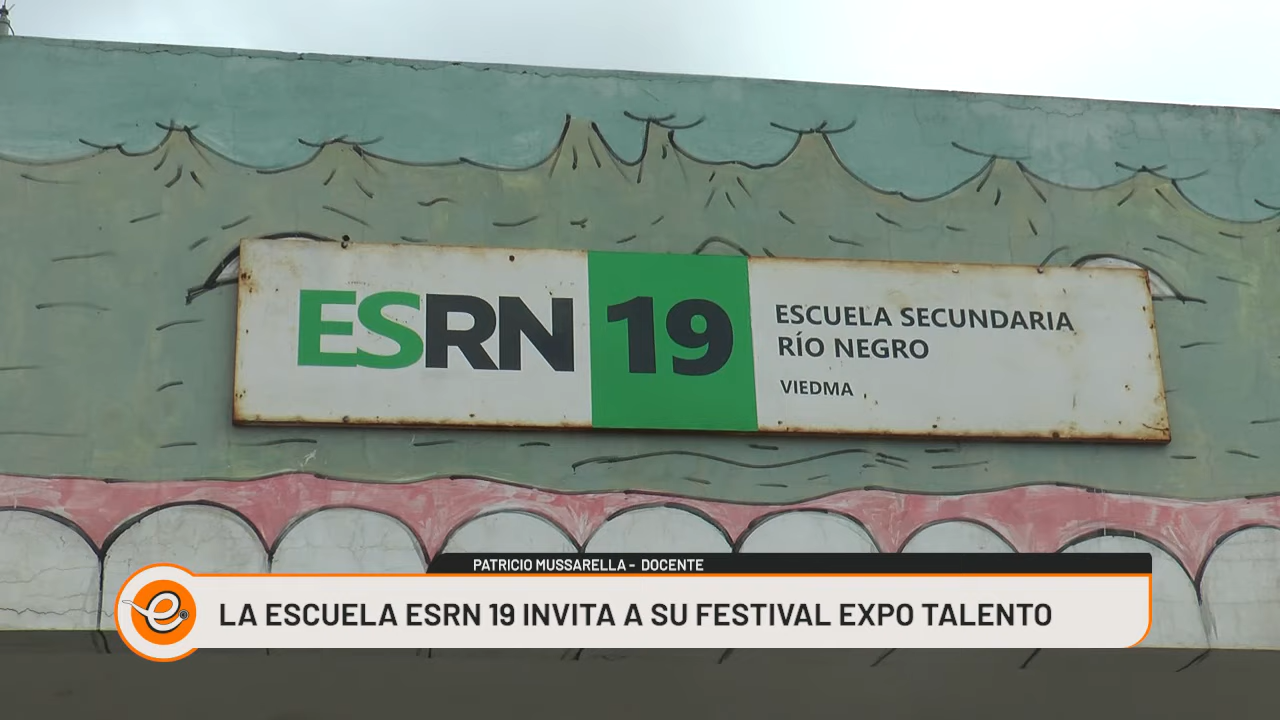 ESRN 19
ESCUELA SECUNDARIA
RÍO NEGRO
VIEDMA
PATRICIO MUSSARELLA - DOCENTE
e
LA ESCUELA ESRN 19 INVITA A SU FESTIVAL EXPO TALENTO